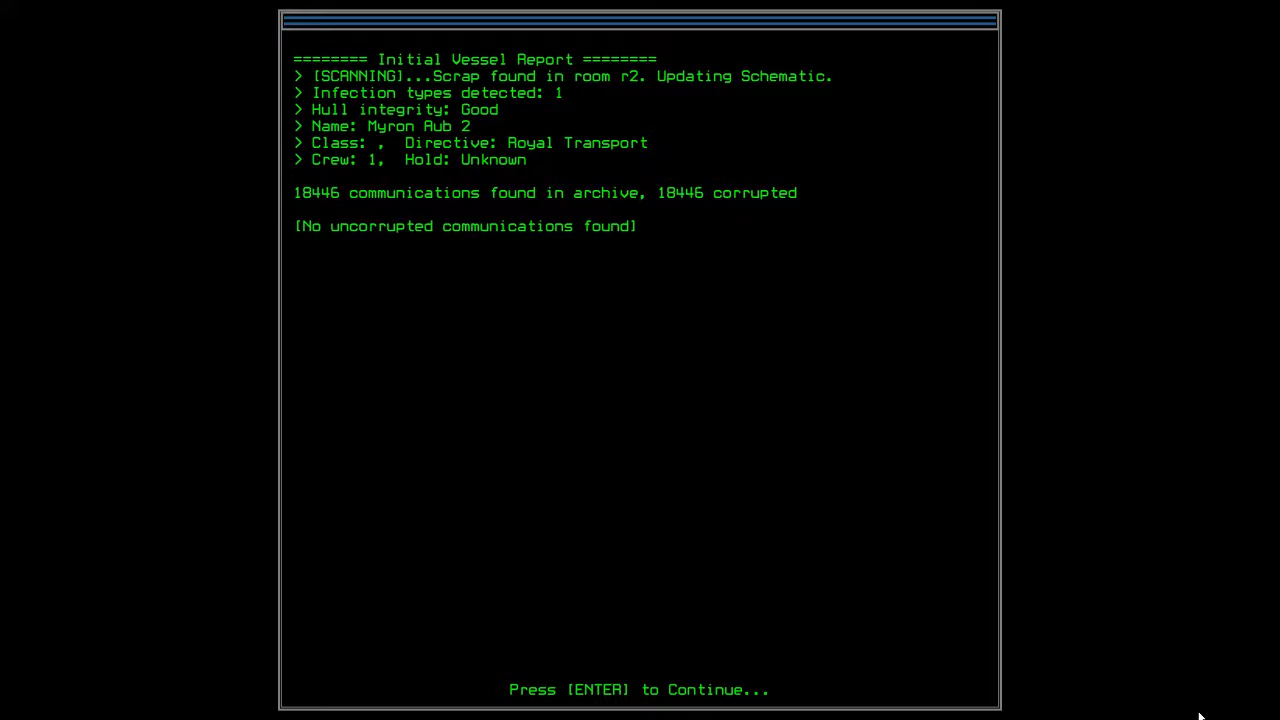 ======== Initial Vessel Report ========
> [SCANNING]...Scrap found in room r2. Updating Schematic.
> Infection types detected: 1
> Hull integrity: Good
> Name: Myron Aub 2
> Class: ,  Directive: Royal Transport
> Crew: 1,  Hold: Unknown
18446 communications found in archive, 18446 corrupted
[No uncorrupted communications found]
Press [ENTER] to Continue...